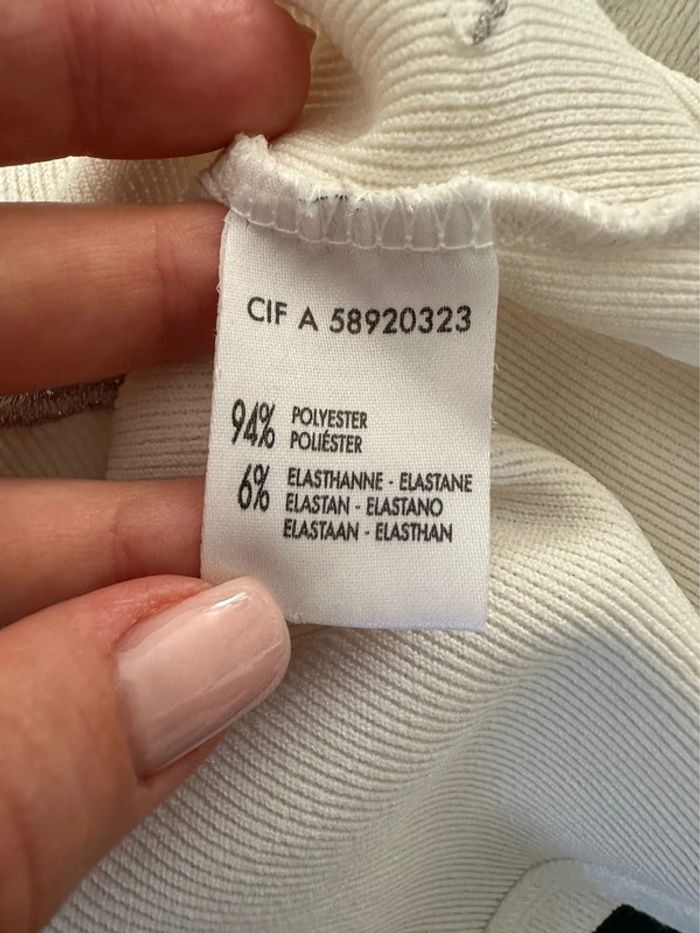 CIF A 58920323
94% POLYESTER
POLIÉSTER
6% ELASTHANNE - ELASTANE
ELASTAN - ELASTANO
ELASTAAN - ELASTHAN